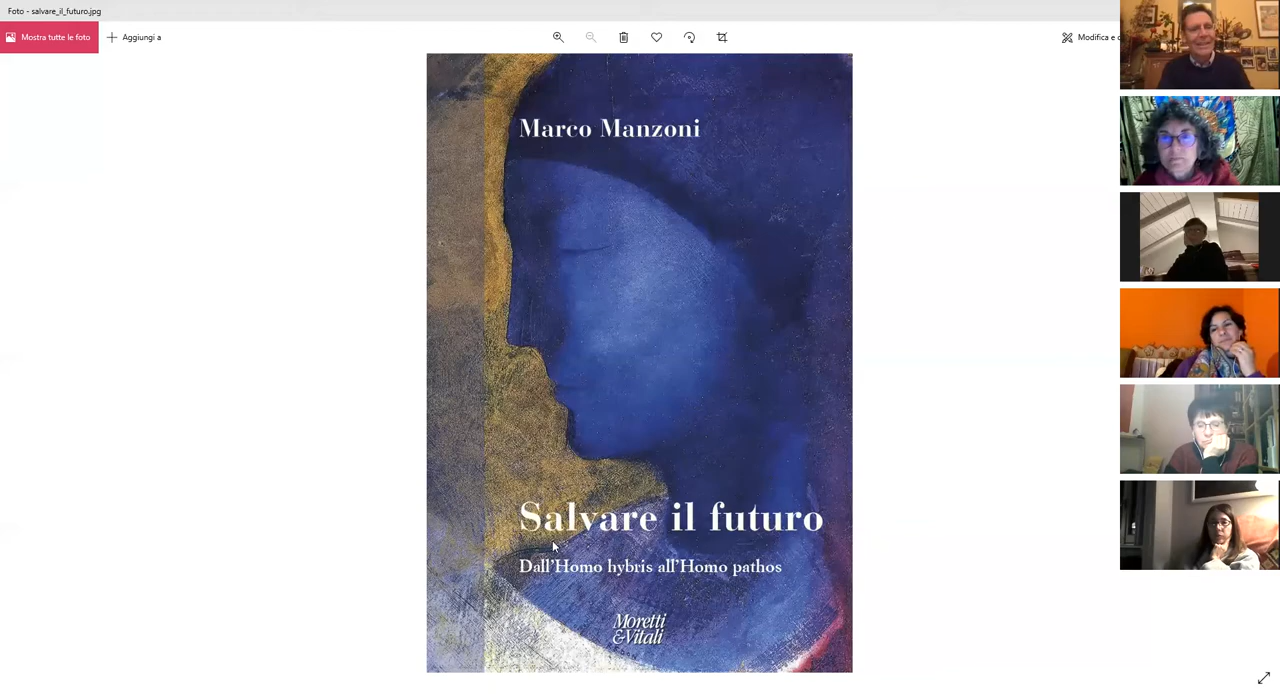 Foto - salvare_il_futuro.jpg
Mostra tutte le foto
Aggiungi a
Modifica e c
Marco Manzoni
Salvare il futuro
Dall'Homo hybris all'Homo pathos
Moretti
&Vitali